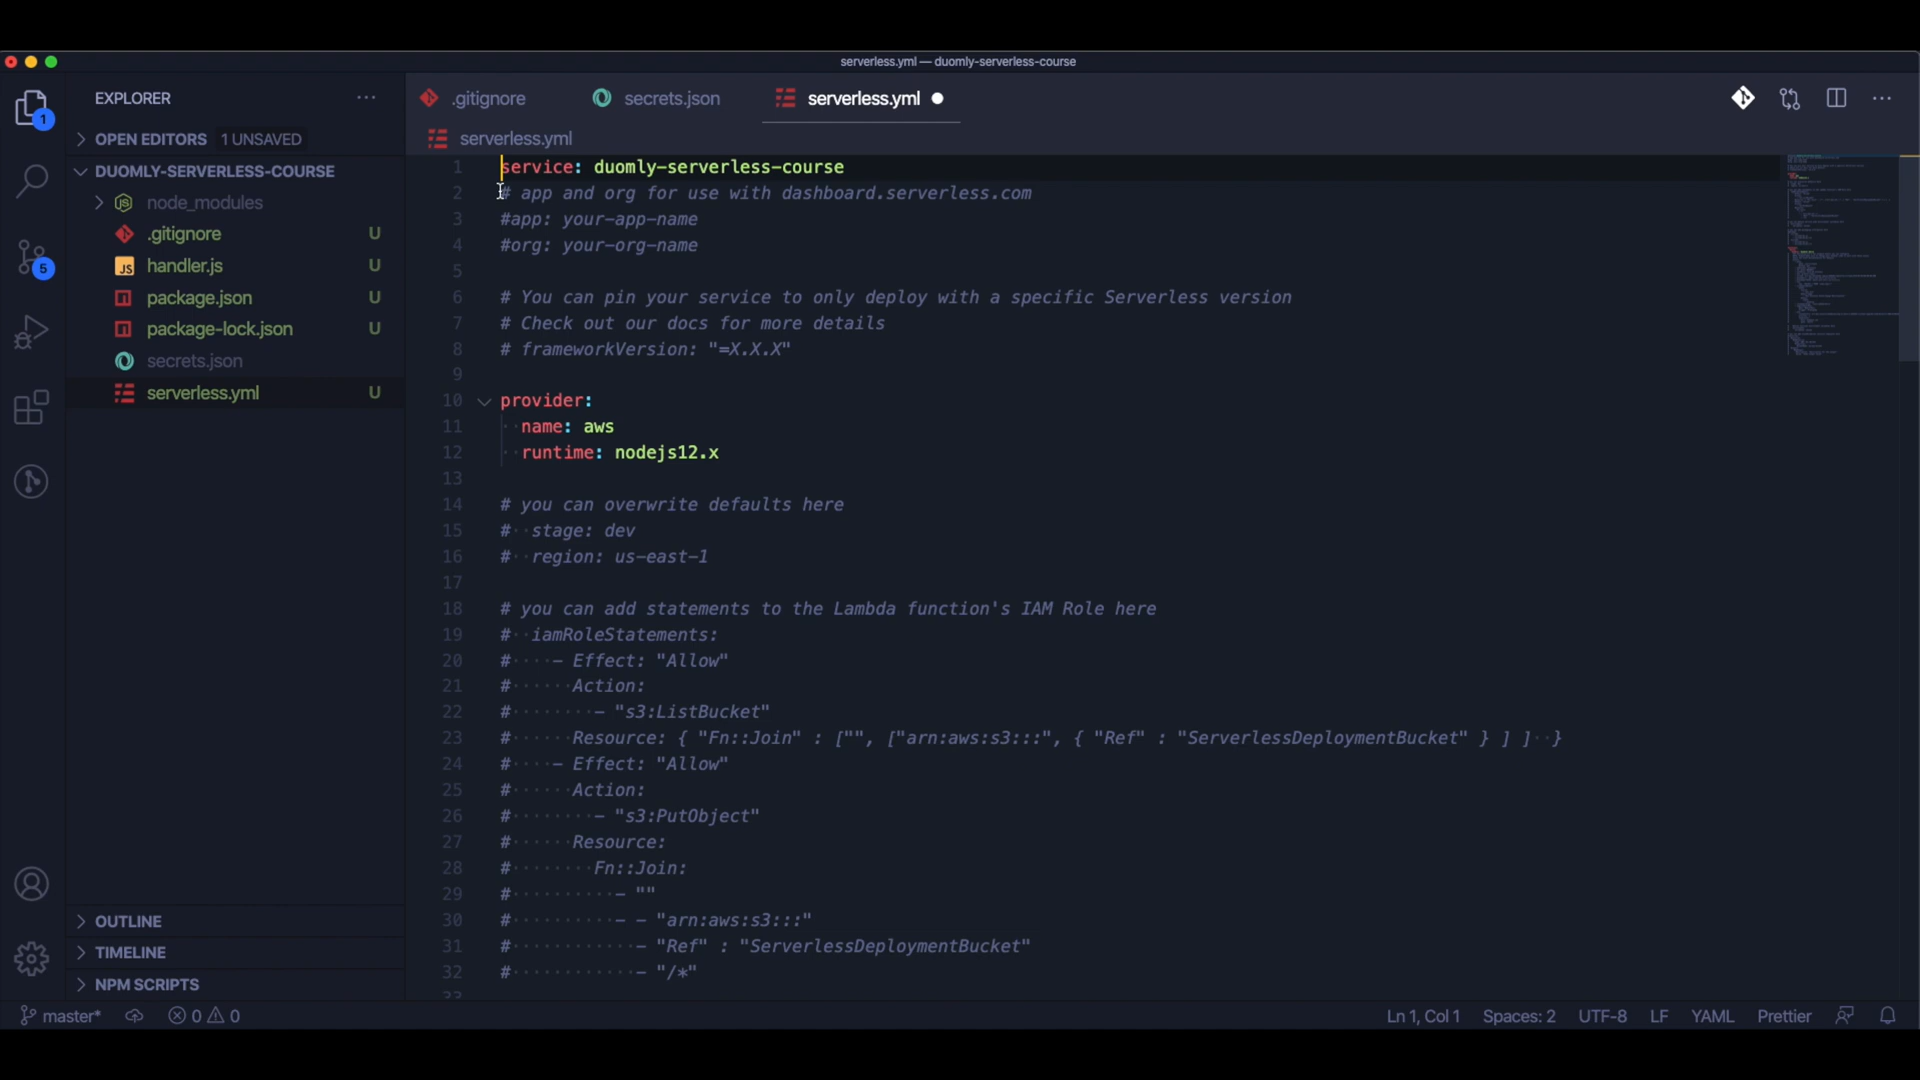 serverless.yml — duomly-serverless-course
EXPLORER
.gitignore
secrets.json
serverless.yml
1
OPEN EDITORS 1 UNSAVED
serverless.yml
DUOMLY-SERVERLESS-COURSE
node_modules
.gitignore U
handler.js U
package.json U
package-lock.json U
secrets.json
serverless.yml U
5
OUTLINE
TIMELINE
NPM SCRIPTS
1 service: duomly-serverless-course
2 # app and org for use with dashboard.serverless.com
3 #app: your-app-name
4 #org: your-org-name
5
6 # You can pin your service to only deploy with a specific Serverless version
7 # Check out our docs for more details
8 # frameworkVersion: "=X.X.X"
9
10 provider:
11 name: aws
12 runtime: nodejs12.x
13
14 # you can overwrite defaults here
15 # stage: dev
16 # region: us-east-1
17
18 # you can add statements to the Lambda function's IAM Role here
19 # iamRoleStatements:
20 # - Effect: "Allow"
21 # Action:
22 # - "s3:ListBucket"
23 # Resource: { "Fn::Join" : ["", ["arn:aws:s3:::", { "Ref" : "ServerlessDeploymentBucket" } ] ] }
24 # - Effect: "Allow"
25 # Action:
26 # - "s3:PutObject"
27 # Resource:
28 # Fn::Join:
29 # - ""
30 # - - "arn:aws:s3:::"
31 # - "Ref" : "ServerlessDeploymentBucket"
32 # - "/*"
33
master* 0 0
Ln 1, Col 1 Spaces: 2 UTF-8 LF YAML Prettier